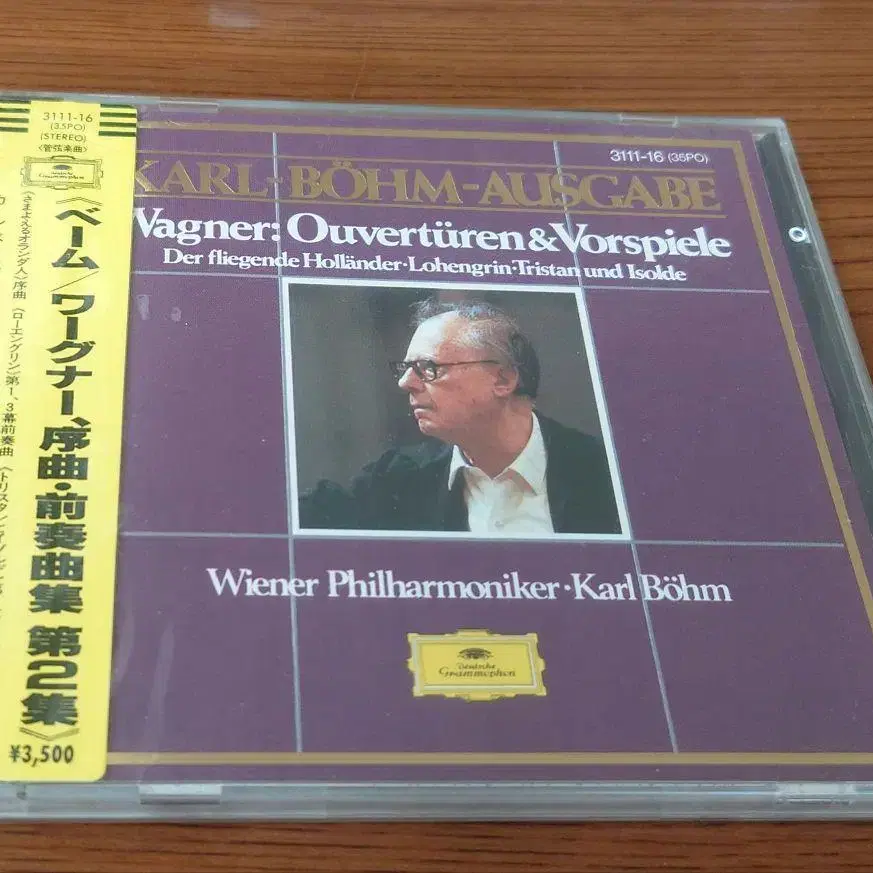 3111-16
(35PO)
(STEREO)
〈管弦楽曲〉
Deutsche
Grammophon
《ベーム/ワーグナー、序曲・前奏曲集 第2集》
《さまよえるオランダ人》序曲 《ローエングリン》第1、3幕前奏曲
¥3,500
3111-16 (35PO)
KARL-BÖHM-AUSGABE
Wagner: Ouvertüren & Vorspiele
Der fliegende Holländer · Lohengrin · Tristan und Isolde
Wiener Philharmoniker · Karl Böhm
Deutsche
Grammophon